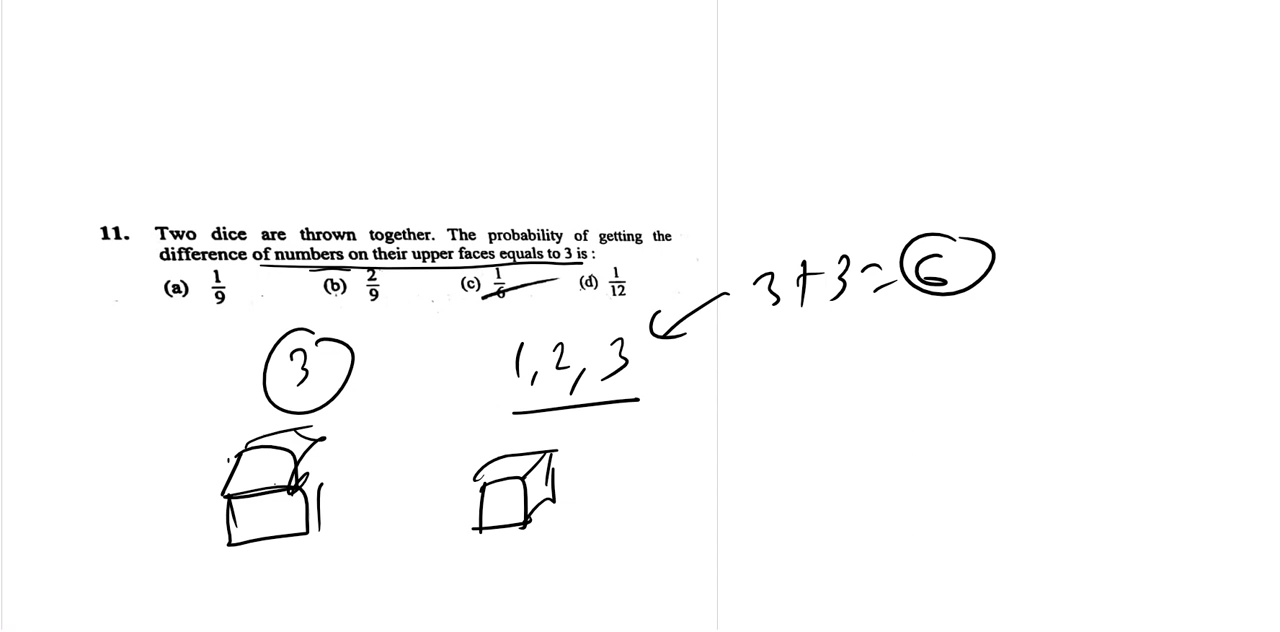 11. Two dice are thrown together. The probability of getting the
difference of numbers on their upper faces equals to 3 is :
(a) 1/9 (b) 2/9 (c) 1/6 (d) 1/12
3+3=6
3 1,2,3